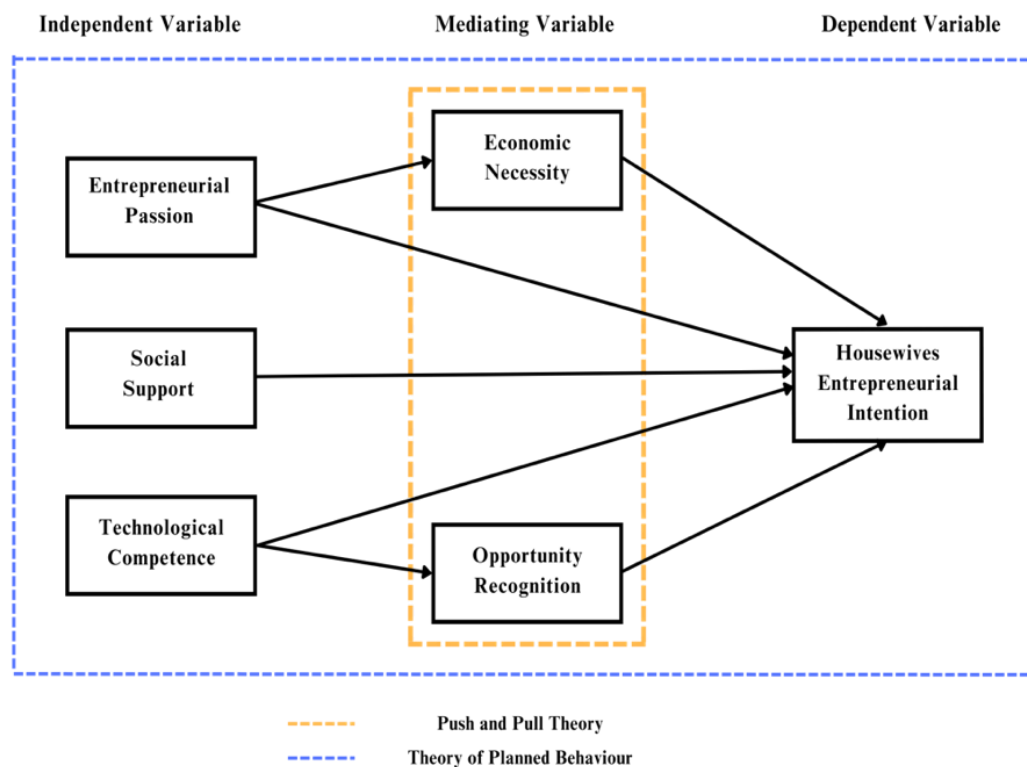 Independent Variable
Mediating Variable
Dependent Variable
Entrepreneurial
Passion
Economic
Necessity
Social
Support
Housewives
Entrepreneurial
Intention
Technological
Competence
Opportunity
Recognition
Push and Pull Theory
Theory of Planned Behaviour